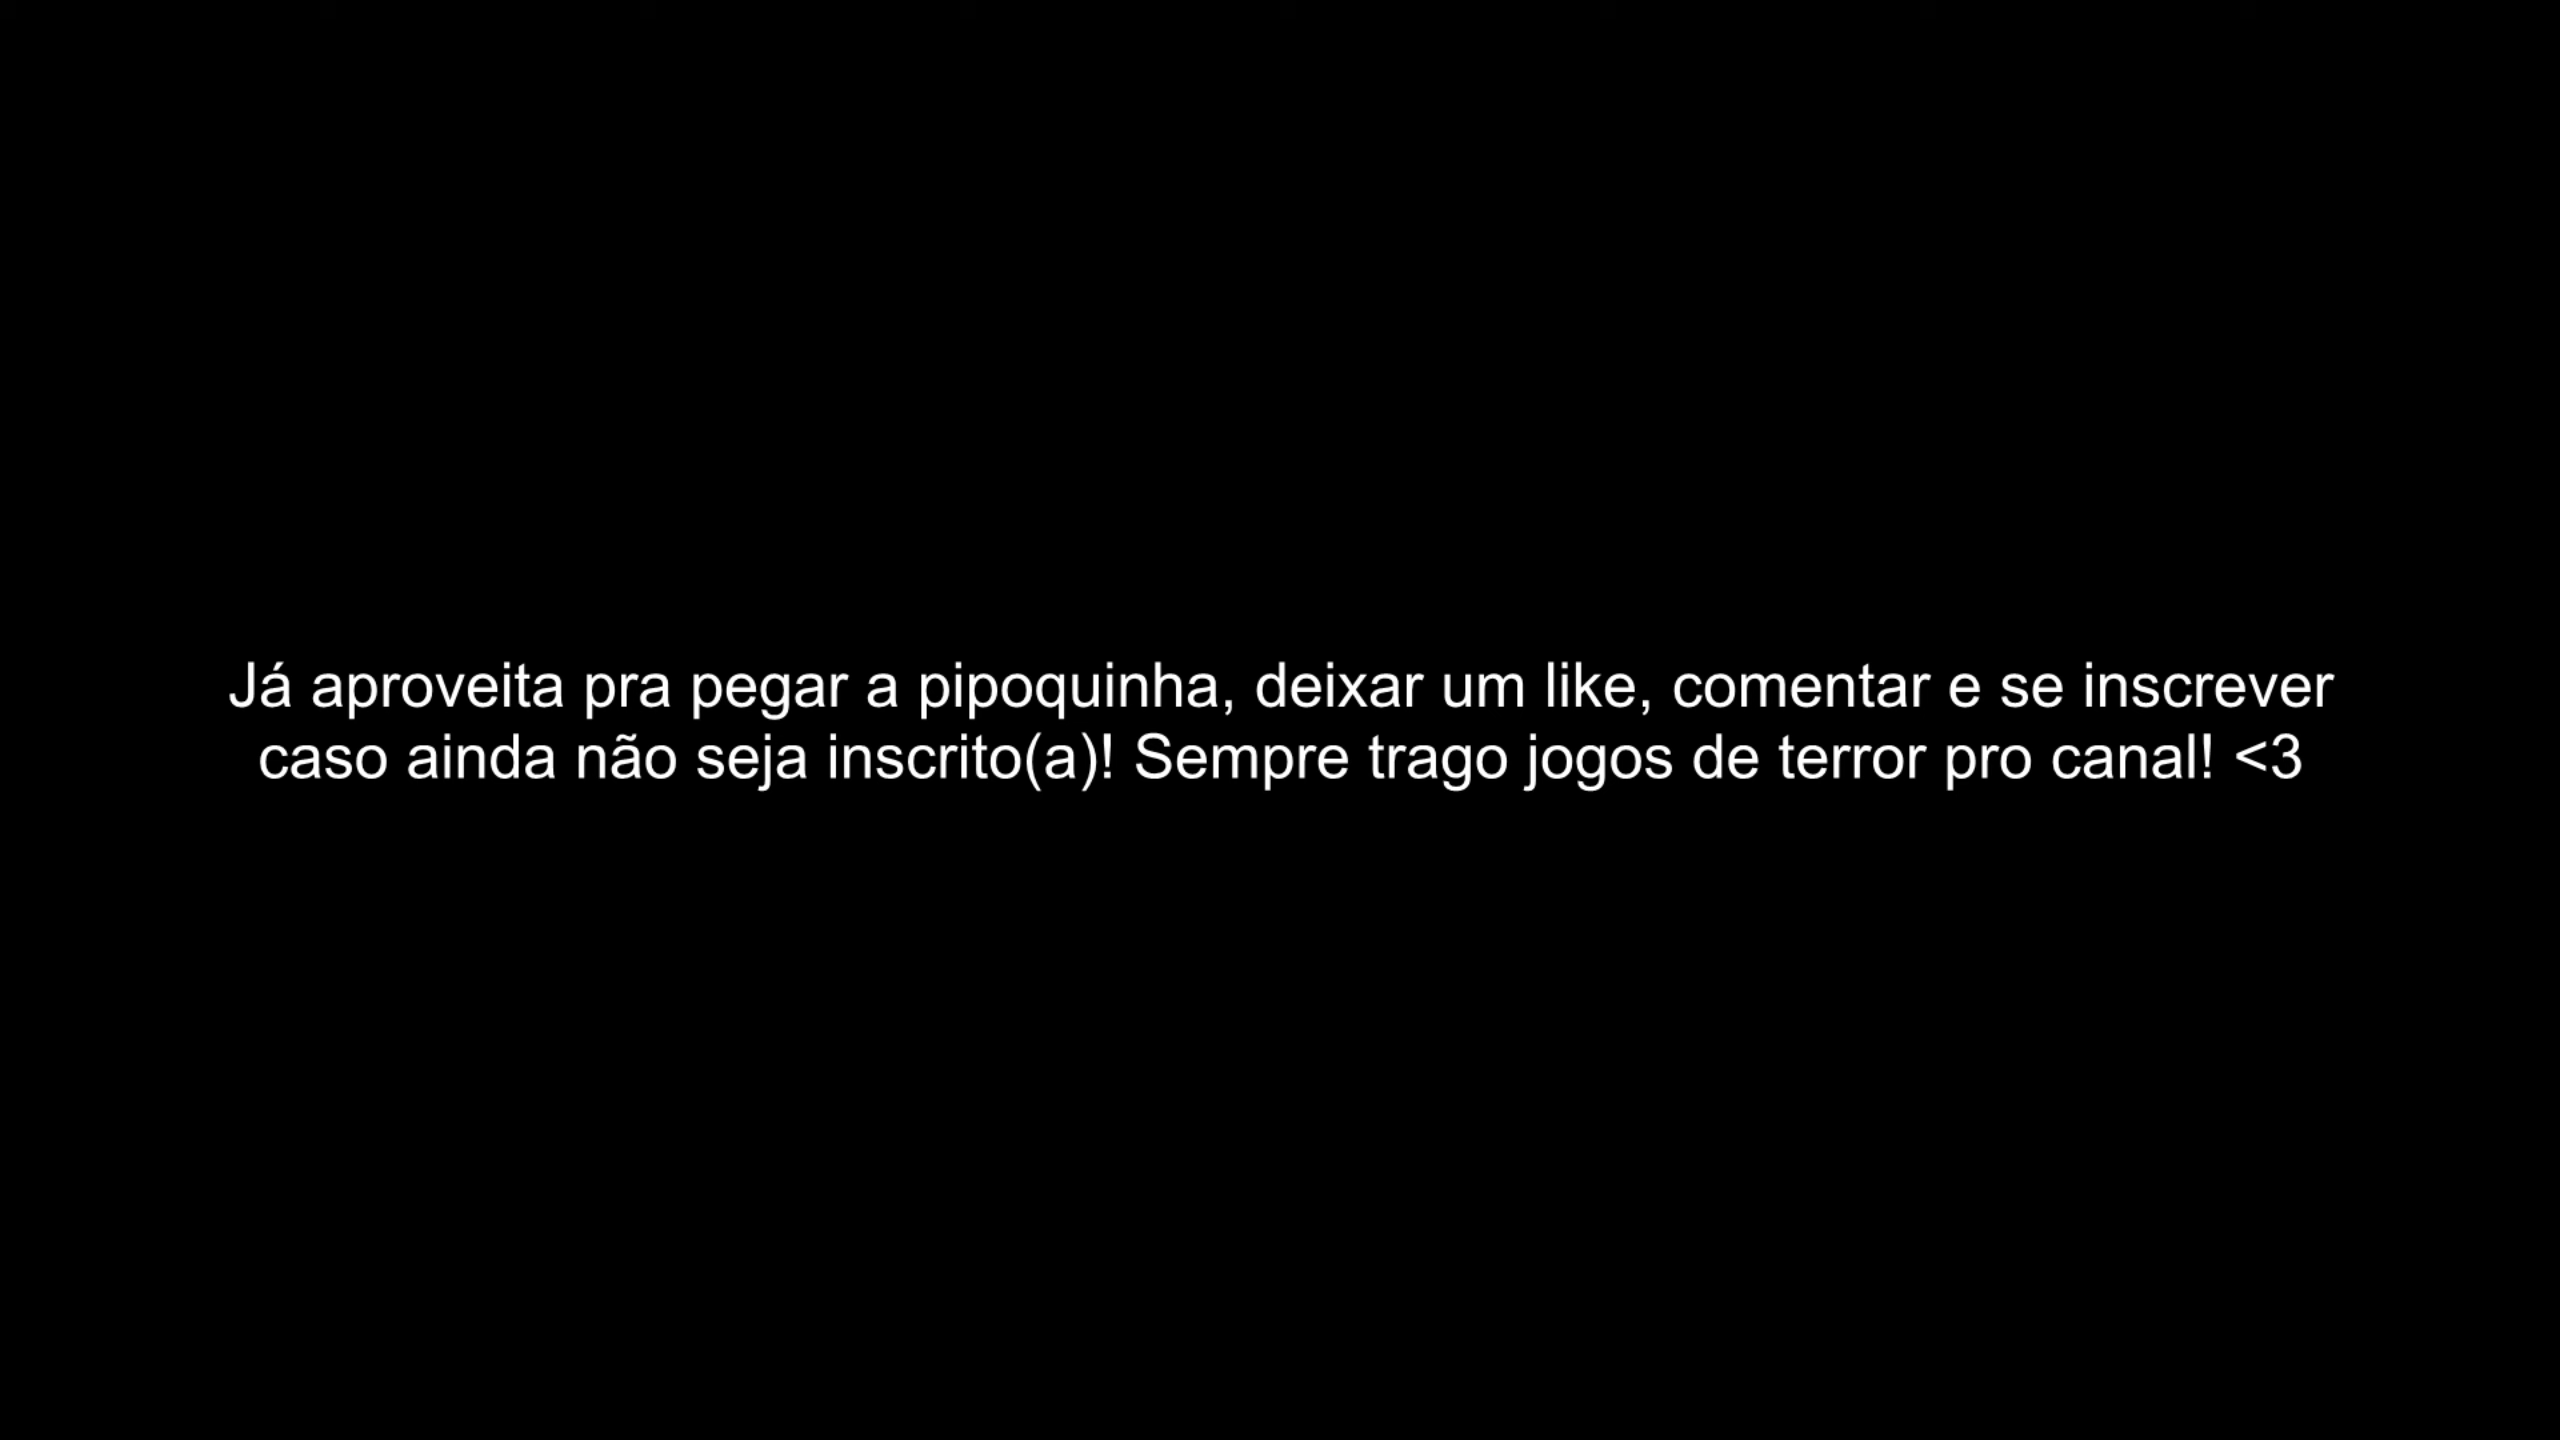 Já aproveita pra pegar a pipoquinha, deixar um like, comentar e se inscrever
caso ainda não seja inscrito(a)! Sempre trago jogos de terror pro canal! <3